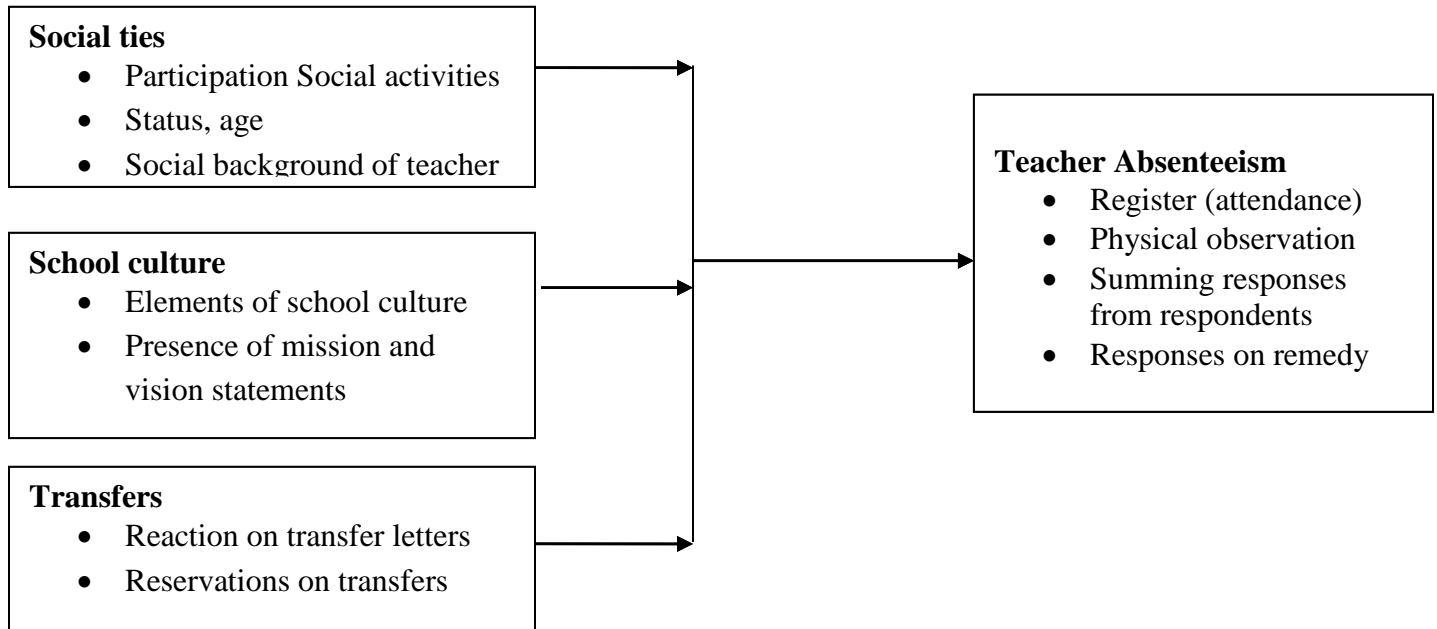 Social ties
• Participation Social activities
• Status, age
• Social background of teacher
School culture
• Elements of school culture
• Presence of mission and
vision statements
Transfers
• Reaction on transfer letters
• Reservations on transfers
Teacher Absenteeism
• Register (attendance)
• Physical observation
• Summing responses
from respondents
• Responses on remedy